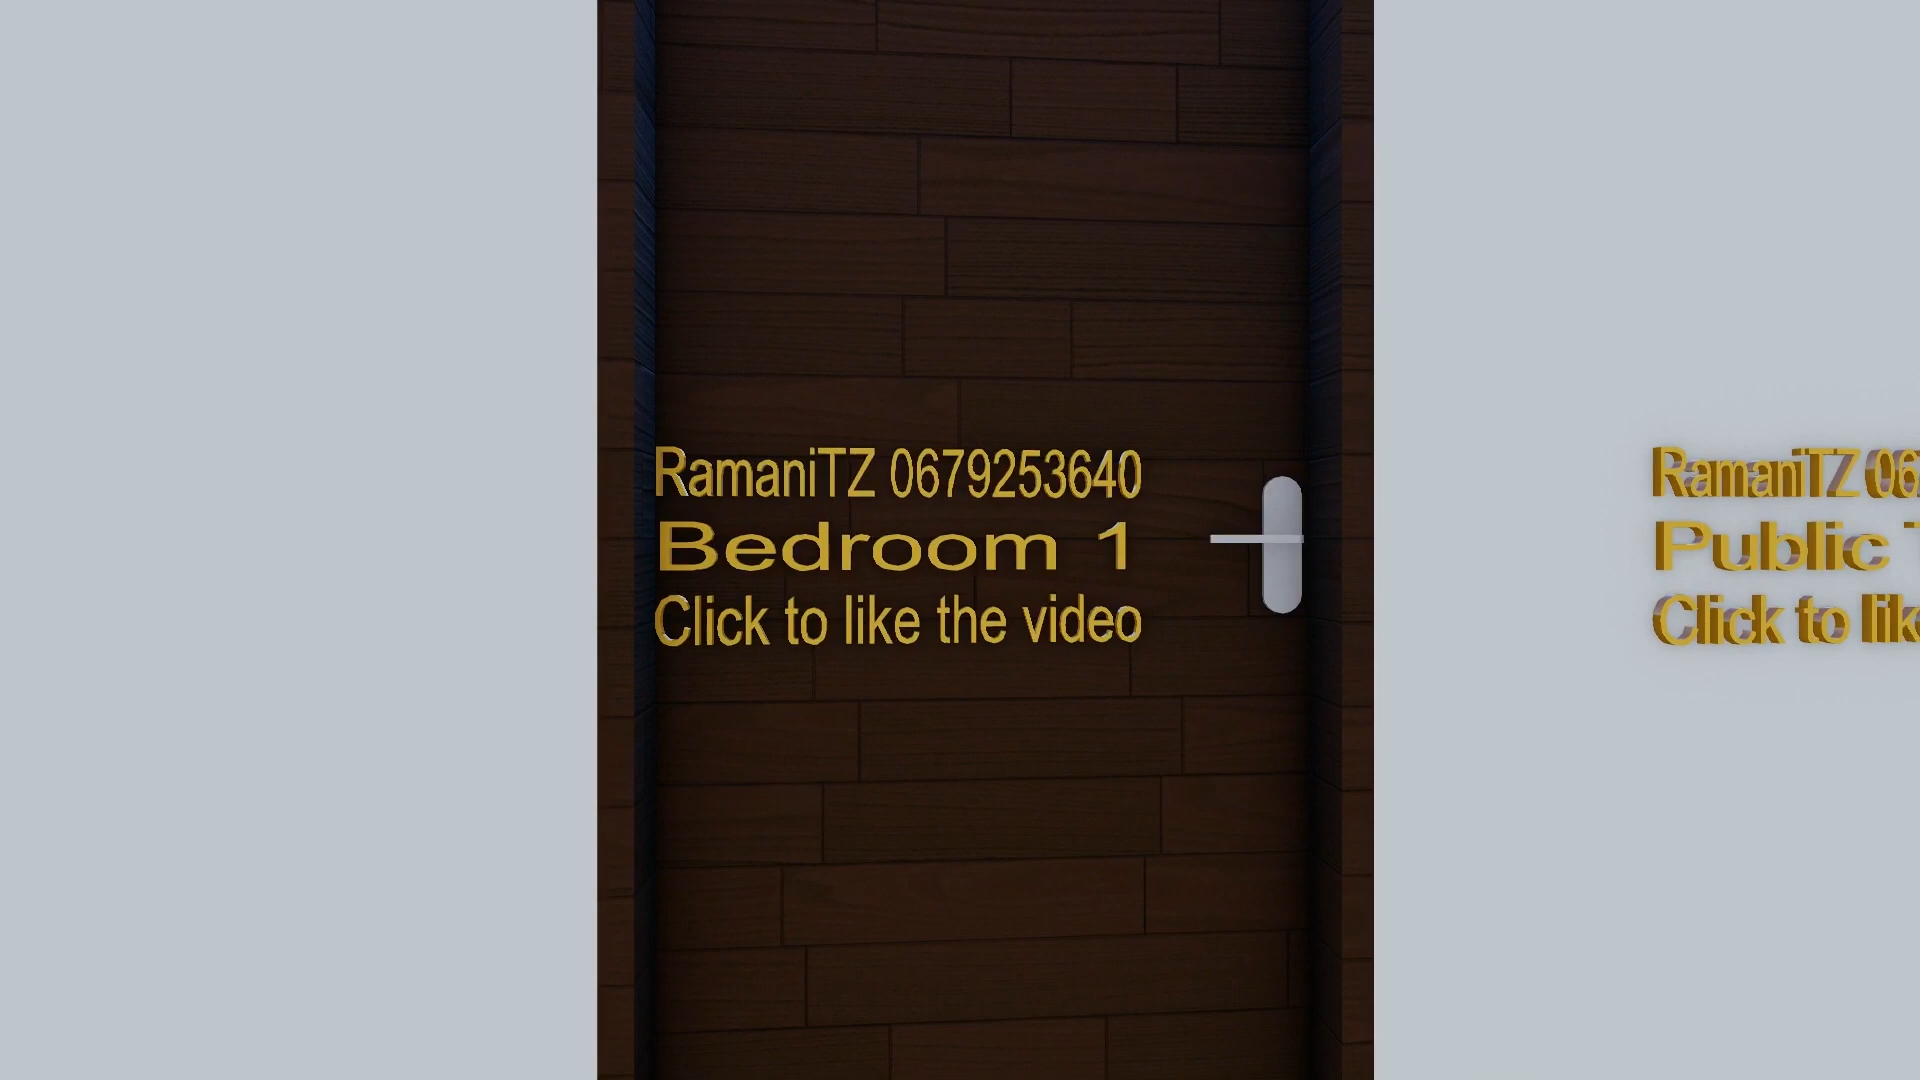 RamaniTZ 0679253640
Bedroom 1
Click to like the video
RamaniTZ
Public
Click to